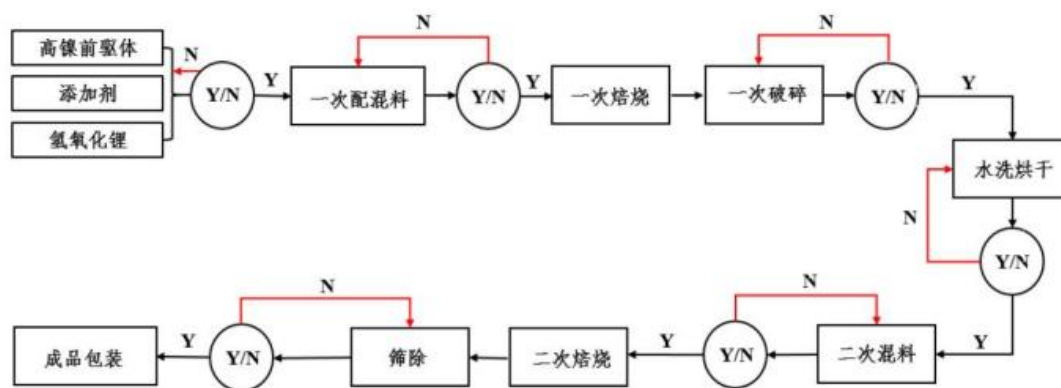 高镍前驱体
添加剂
氢氧化锂
N
Y/N
Y
一次配混料
N
Y/N
Y
一次焙烧
一次破碎
N
Y/N
Y
水洗烘干
N
Y/N
Y
二次混料
N
Y/N
Y
二次焙烧
筛除
N
Y/N
Y
成品包装